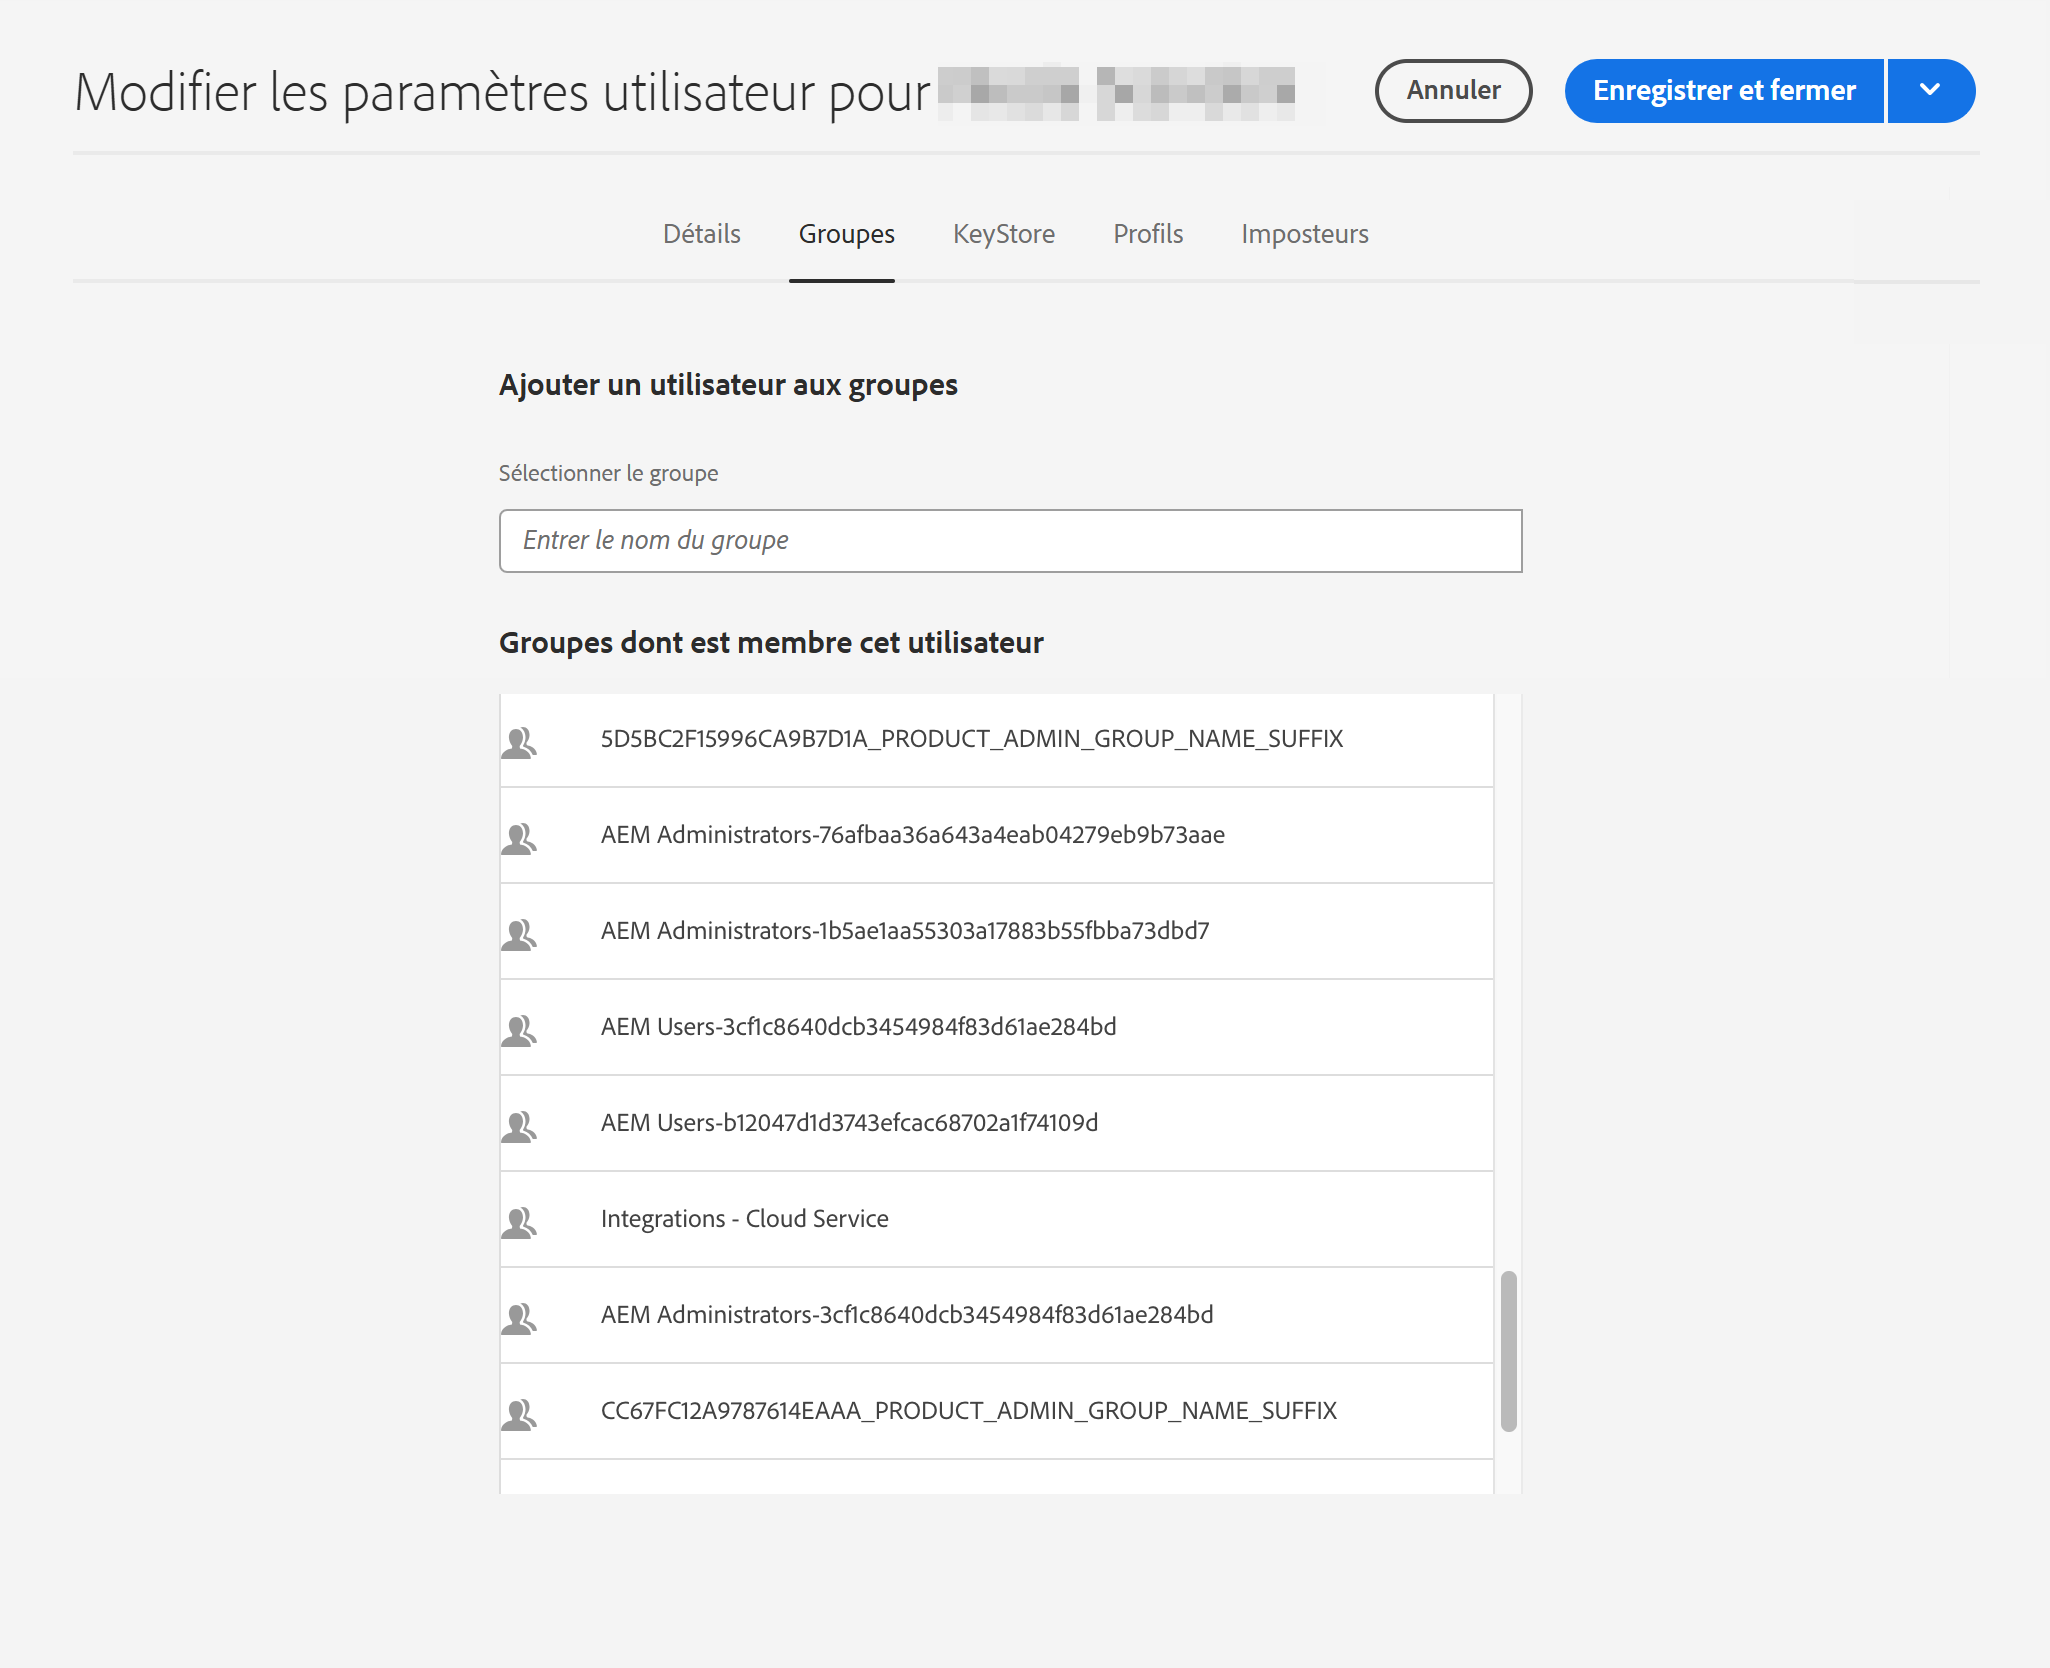 Modifier les paramètres utilisateur pour
Annuler
Enregistrer et fermer
Détails
Groupes
KeyStore
Profils
Imposteurs
Ajouter un utilisateur aux groupes
Sélectionner le groupe
Entrer le nom du groupe
Groupes dont est membre cet utilisateur
5D5BC2F15996CA9B7D1A_PRODUCT_ADMIN_GROUP_NAME_SUFFIX
AEM Administrators-76afbaa36a643a4eab04279eb9b73aae
AEM Administrators-1b5ae1aa55303a17883b55fbba73dbd7
AEM Users-3cf1c8640dcb3454984f83d61ae284bd
AEM Users-b12047d1d3743efcac68702a1f74109d
Integrations - Cloud Service
AEM Administrators-3cf1c8640dcb3454984f83d61ae284bd
CC67FC12A9787614EAAA_PRODUCT_ADMIN_GROUP_NAME_SUFFIX